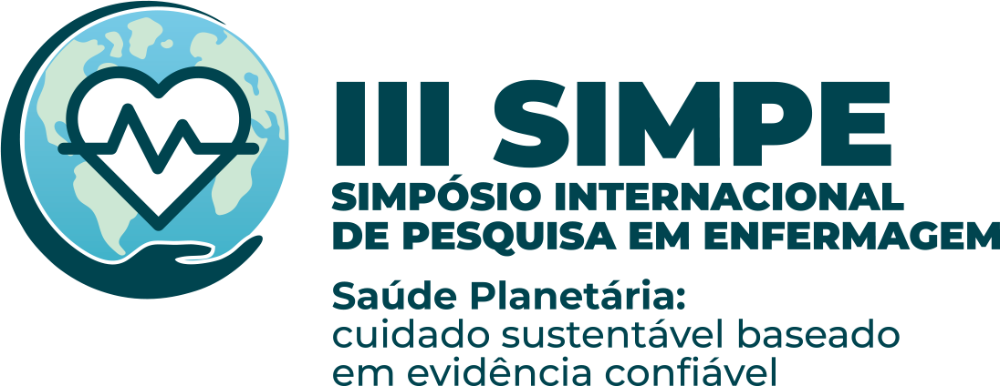 III SIMPE
SIMPÓSIO INTERNACIONAL
DE PESQUISA EM ENFERMAGEM
Saúde Planetária:
cuidado sustentável baseado
em evidência confiável